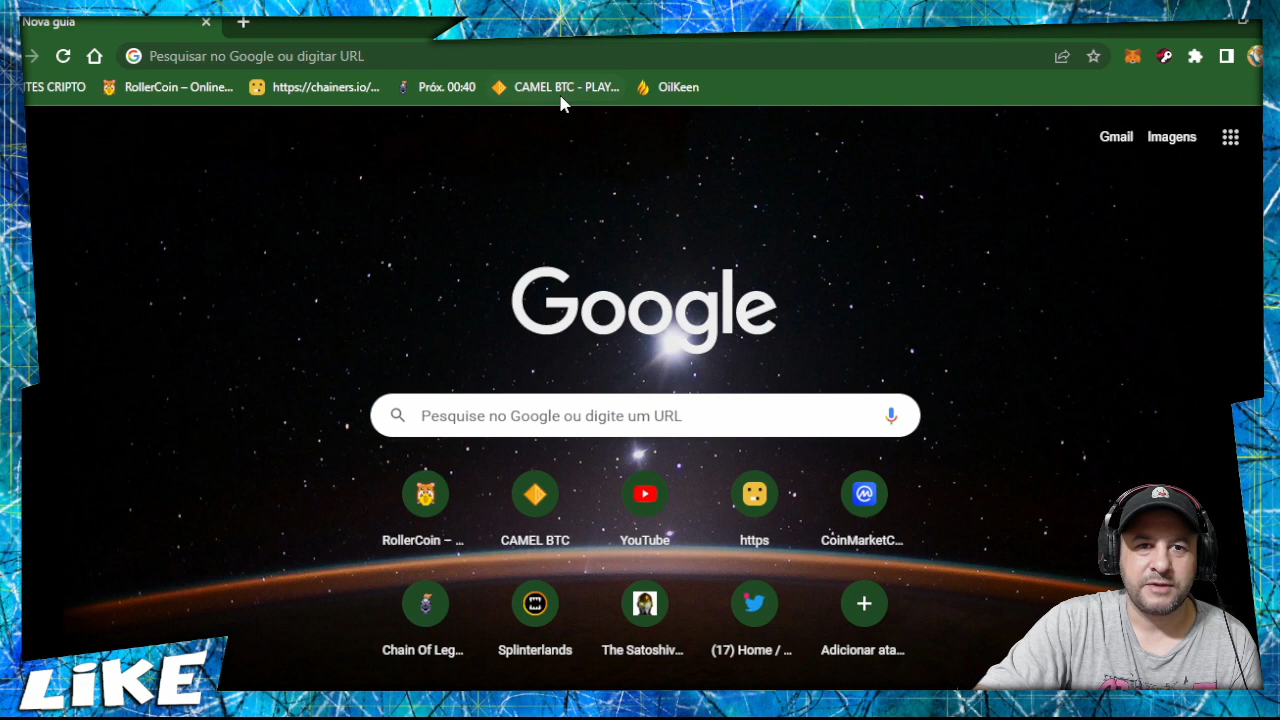 Nova guia
Pesquisar no Google ou digitar URL
ITES CRIPTO RollerCoin – Online... https://chainers.io/... Próx. 00:40 CAMEL BTC - PLAY... OilKeen
Gmail Imagens
Google
Pesquise no Google ou digite um URL
RollerCoin – ... CAMEL BTC YouTube https CoinMarketC...
Chain Of Leg... Splinterlands The Satoshiv... (17) Home / ... Adicionar ata...
LiKE